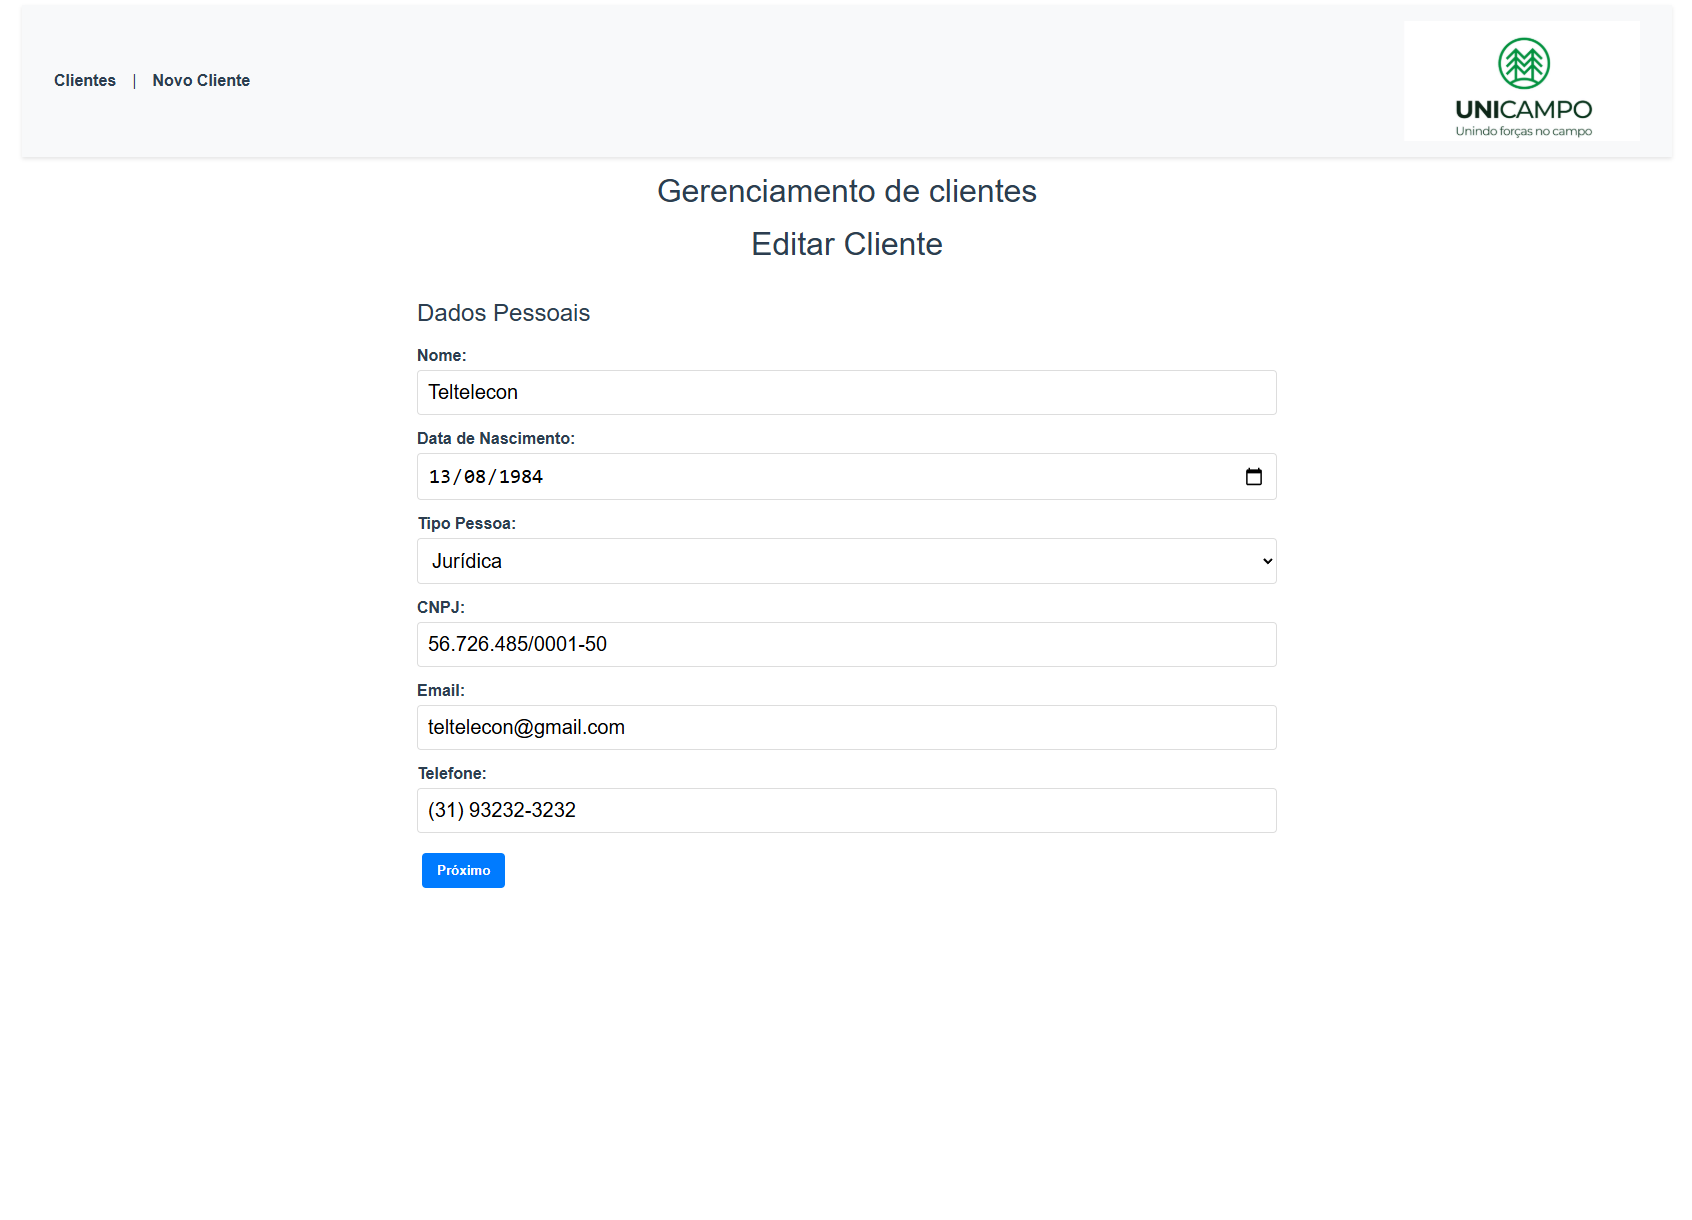 Clientes | Novo Cliente
UNICAMPO
Unindo forças no campo
Gerenciamento de clientes
Editar Cliente
Dados Pessoais
Nome:
Teltelecon
Data de Nascimento:
13/08/1984
Tipo Pessoa:
Jurídica
CNPJ:
56.726.485/0001-50
Email:
teltelecon@gmail.com
Telefone:
(31) 93232-3232
Próximo